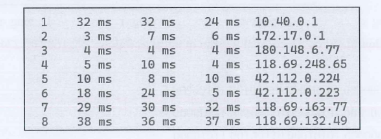 1 32 ms 32 ms 24 ms 10.40.0.1
2 3 ms 7 ms 6 ms 172.17.0.1
3 4 ms 4 ms 4 ms 180.148.6.77
4 5 ms 10 ms 4 ms 118.69.248.65
5 10 ms 8 ms 10 ms 42.112.0.224
6 18 ms 24 ms 5 ms 42.112.0.223
7 29 ms 30 ms 32 ms 118.69.163.77
8 38 ms 36 ms 37 ms 118.69.132.49